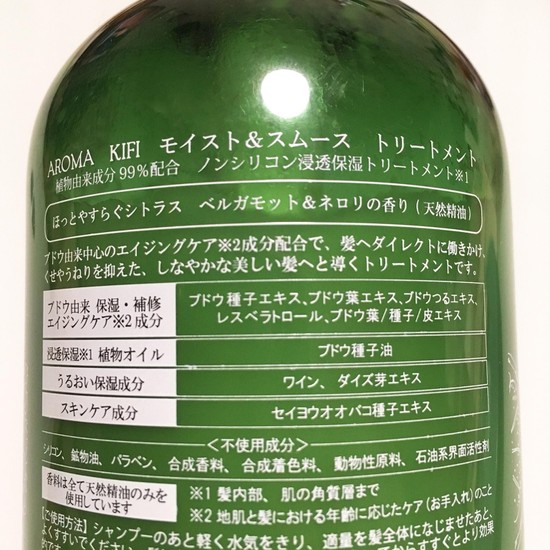 AROMA KIFI モイスト＆スムース トリートメント
植物由来成分99％配合 ノンシリコン浸透保湿トリートメント※1
ほっとやすらぐシトラス ベルガモット＆ネロリの香り（天然精油）
ブドウ由来中心のエイジングケア※2成分配合で、髪へダイレクトに働きかけ、
くせやうねりを抑えた、しなやかな美しい髪へと導くトリートメントです。
ブドウ由来 保湿・補修
エイジングケア※2成分
ブドウ種子エキス、ブドウ葉エキス、ブドウつるエキス、
レスベラトロール、ブドウ葉/種子/皮エキス
浸透保湿※1 植物オイル
ブドウ種子油
うるおい保湿成分
ワイン、ダイズ芽エキス
スキンケア成分
セイヨウオオバコ種子エキス
＜不使用成分＞
シリコン、鉱物油、パラベン、合成香料、合成着色料、動物性原料、石油系界面活性剤
香料は全て天然精油のみを
使用しています
※1 髪内部、肌の角質層まで
※2 地肌と髪における年齢に応じたケア（お手入れ）のこと
【ご使用方法】シャンプーのあと軽く水気をきり、適量を髪全体になじませたあと、
よくすすいでください。
すぐとより効果